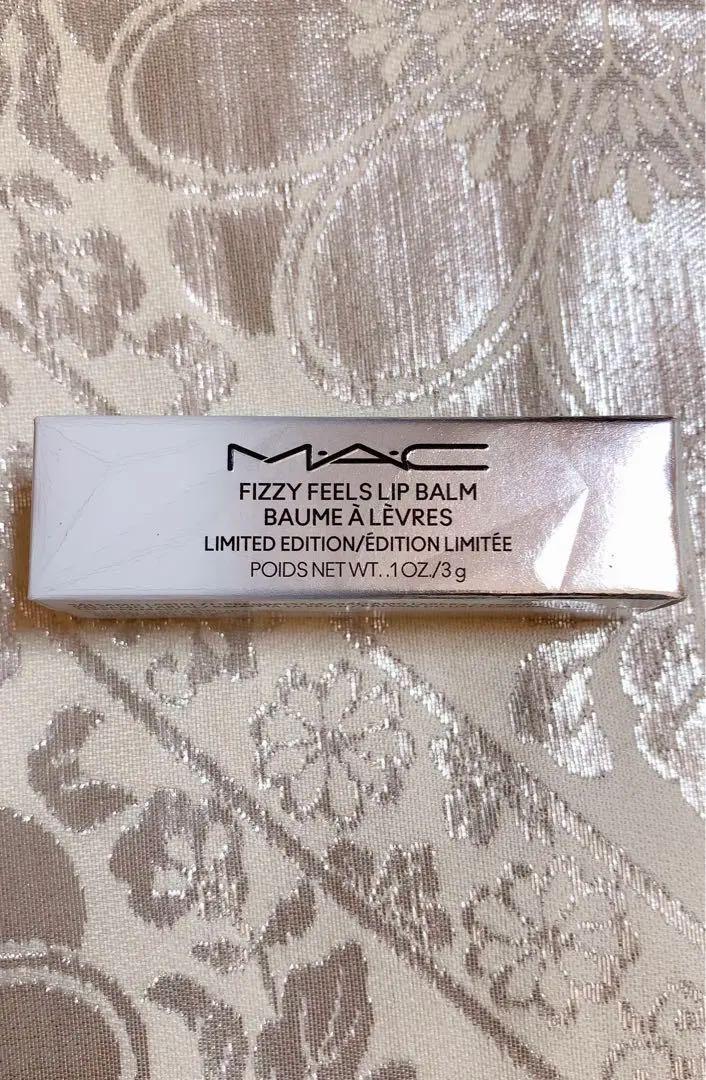 M·A·C
FIZZY FEELS LIP BALM
BAUME À LÈVRES
LIMITED EDITION/ÉDITION LIMITÉE
POIDS NET WT. .1 OZ./3 g